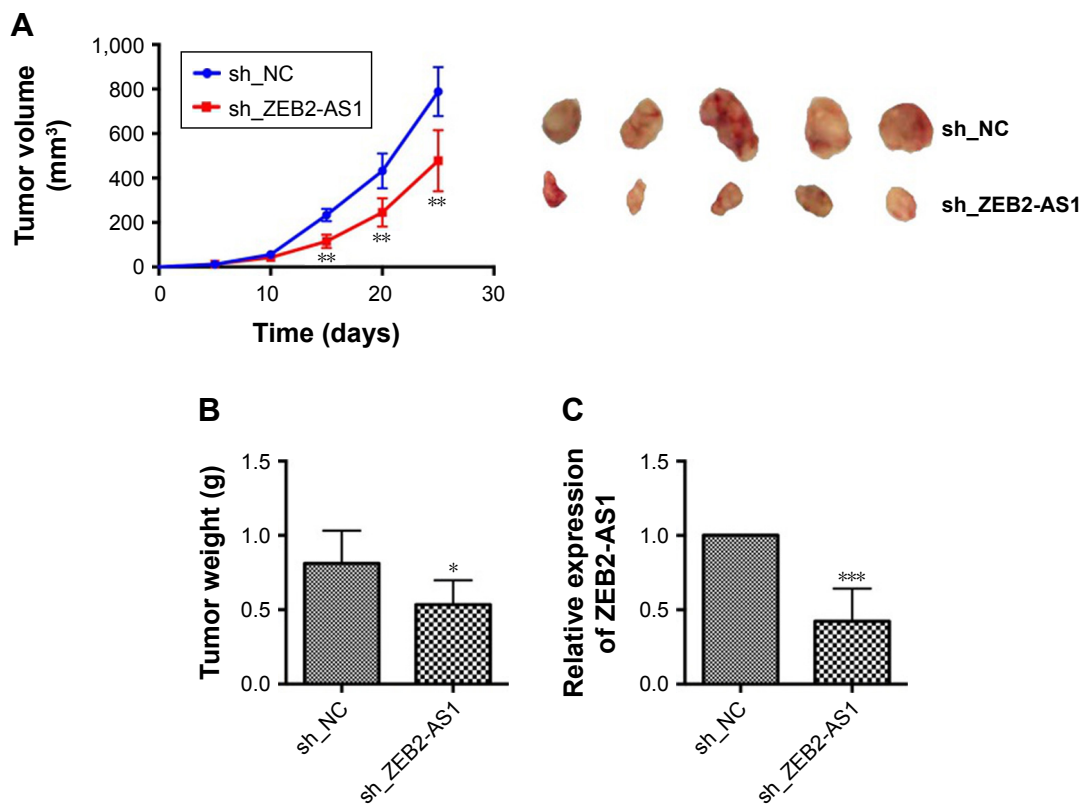 A
Tumor volume
(mm³)
1,000
800
600
400
200
0
sh_NC
sh_ZEB2-AS1
**
**
**
0
10
20
30
Time (days)
sh_NC
sh_ZEB2-AS1
B
Tumor weight (g)
1.5
1.0
0.5
0.0
*
sh_NC
sh_ZEB2-AS1
C
Relative expression
of ZEB2-AS1
1.5
1.0
0.5
0.0
***
sh_NC
sh_ZEB2-AS1